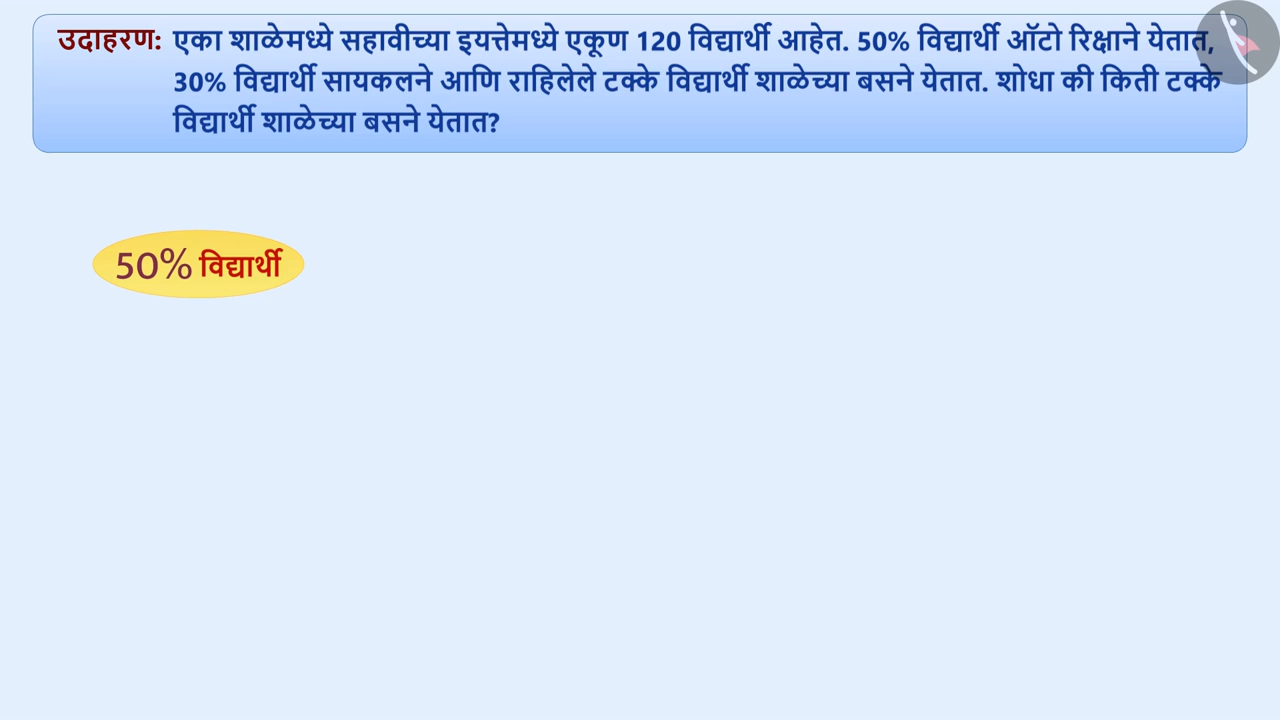 उदाहरण: एका शाळेमध्ये सहावीच्या इयत्तेमध्ये एकूण 120 विद्यार्थी आहेत. 50% विद्यार्थी ऑटो रिक्षाने येतात,
30% विद्यार्थी सायकलने आणि राहिलेले टक्के विद्यार्थी शाळेच्या बसने येतात. शोधा की किती टक्के
विद्यार्थी शाळेच्या बसने येतात?
50% विद्यार्थी